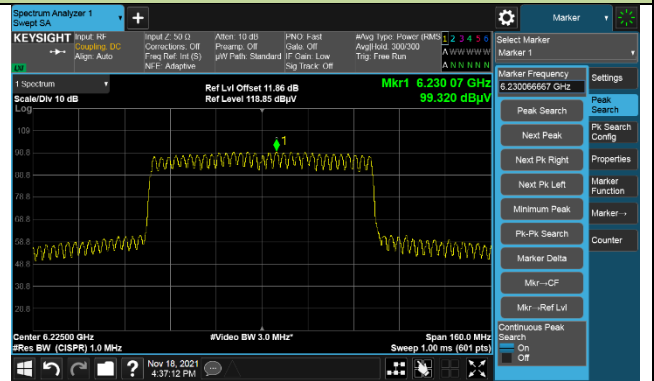 Spectrum Analyzer 1
Swept SA
+
Marker
KEYSIGHT
Input: RF
Coupling: DC
Align: Auto
Input Z: 50 Ω
Corrections: Off
Freq Ref: Int (S)
NFE: Adaptive
Atten: 10 dB
Preamp: Off
µW Path: Standard
PNO: Fast
Gate: Off
IF Gain: Low
Sig Track: Off
#Avg Type: Power (RMS
Avg|Hold: 300/300
Trig: Free Run
1 2 3 4 5 6
A W W W W W
A N N N N N
LW
1 Spectrum
Scale/Div 10 dB
Log
Ref Lvl Offset 11.86 dB
Ref Level 118.85 dBµV
Mkr1 6.230 07 GHz
99.320 dBµV
109
98.8
88.8
78.8
68.8
58.8
48.8
38.8
28.8
1
Center 6.22500 GHz
#Res BW (CISPR) 1.0 MHz
#Video BW 3.0 MHz*
Span 160.0 MHz
Sweep 1.00 ms (601 pts)
Select Marker
Marker 1
Marker Frequency
6.230066667 GHz
Peak Search
Next Peak
Next Pk Right
Next Pk Left
Minimum Peak
Pk-Pk Search
Marker Delta
Mkr→CF
Mkr→Ref Lvl
Continuous Peak
Search
On
Off
Settings
Peak
Search
Pk Search
Config
Properties
Marker
Function
Marker→
Counter
Nov 18, 2021
4:37:12 PM